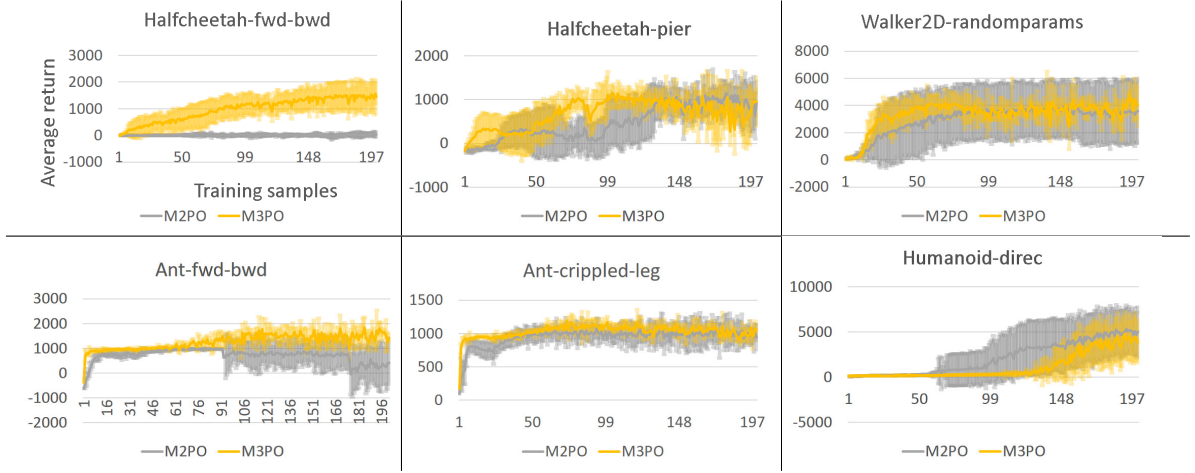 Halfcheetah-fwd-bwd
Average return
3000
2000
1000
0
-1000
1 50 99 148 197
Training samples
M2PO M3PO
Halfcheetah-pier
2000
1000
0
-1000
1 50 99 148 197
M2PO M3PO
Walker2D-randomparams
8000
6000
4000
2000
0
-2000
1 50 99 148 197
M2PO M3PO
Ant-fwd-bwd
3000
2000
1000
0
-1000
-2000
1 16 31 46 61 76 91 106 121 136 151 166 181 196
M2PO M3PO
Ant-crippled-leg
1500
1000
500
0
1 50 99 148 197
M2PO M3PO
Humanoid-direc
10000
5000
0
-5000
1 50 99 148 197
M2PO M3PO